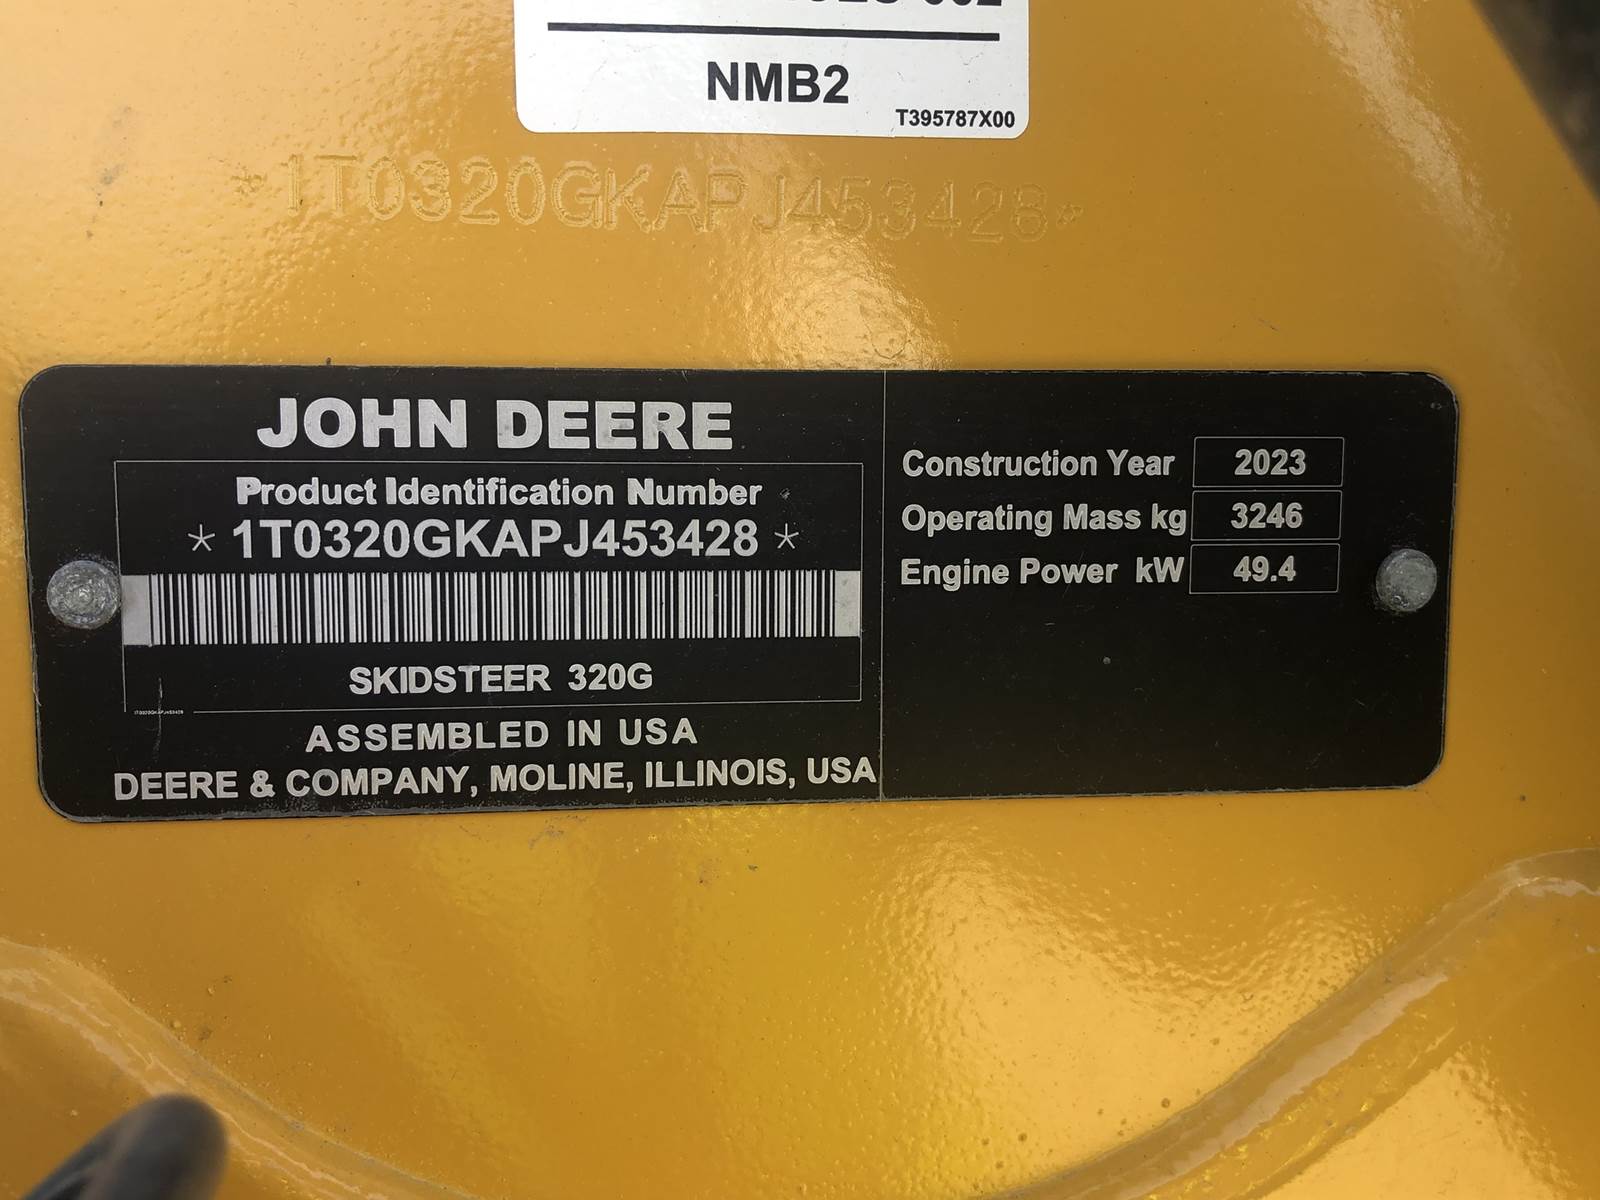 NMB2
T395787X00
*1T0320GKAPJ453428*
JOHN DEERE
Product Identification Number
* 1T0320GKAPJ453428 *
SKIDSTEER 320G
1T0320GKAPJ453428
ASSEMBLED IN USA
DEERE & COMPANY, MOLINE, ILLINOIS, USA
Construction Year 2023
Operating Mass kg 3246
Engine Power kW 49.4